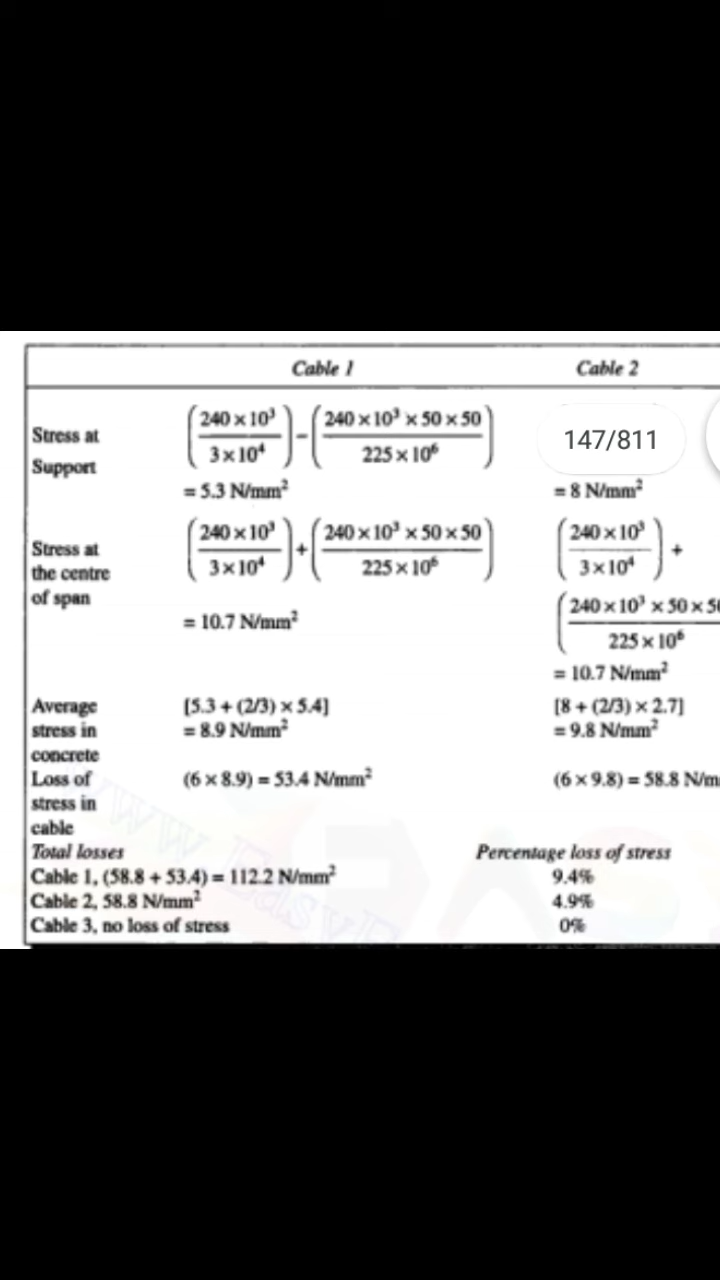 Cable 1 Cable 2
Stress at Support (240 × 10³ / 3 × 10⁴) − (240 × 10³ × 50 × 50 / 225 × 10⁶) 147/811
= 5.3 N/mm² = 8 N/mm²
Stress at the centre of span (240 × 10³ / 3 × 10⁴) + (240 × 10³ × 50 × 50 / 225 × 10⁶) (240 × 10³ / 3 × 10⁴) +
(240 × 10³ × 50 × 50 / 225 × 10⁶
= 10.7 N/mm² = 10.7 N/mm²
Average [5.3 + (2/3) × 5.4] [8 + (2/3) × 2.7]
stress in = 8.9 N/mm² = 9.8 N/mm²
concrete
Loss of (6 × 8.9) = 53.4 N/mm² (6 × 9.8) = 58.8 N/m
stress in
cable
Total losses Percentage loss of stress
Cable 1, (58.8 + 53.4) = 112.2 N/mm² 9.4%
Cable 2, 58.8 N/mm² 4.9%
Cable 3, no loss of stress 0%